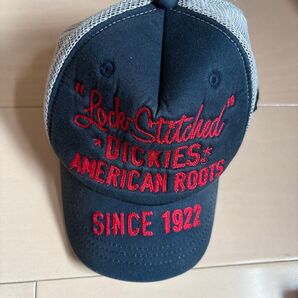 "Lock-Stitched"
*DICKIES*
AMERICAN ROOTS
SINCE 1922